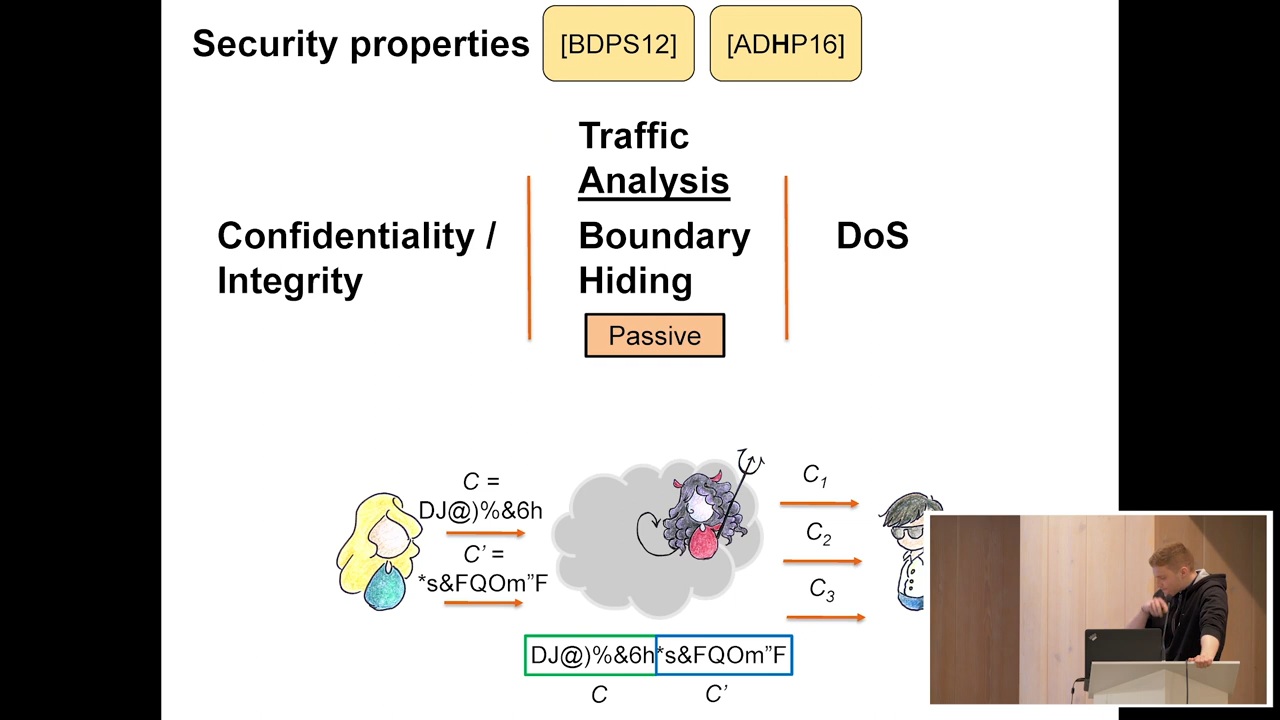 Security properties [BDPS12] [ADHP16]
Traffic
Analysis
Confidentiality /
Integrity
Boundary
Hiding
DoS
Passive
C =
DJ@)%&6h
C' =
*s&FQOm"F
C1
C2
C3
DJ@)%&6h*s&FQOm"F
C C'